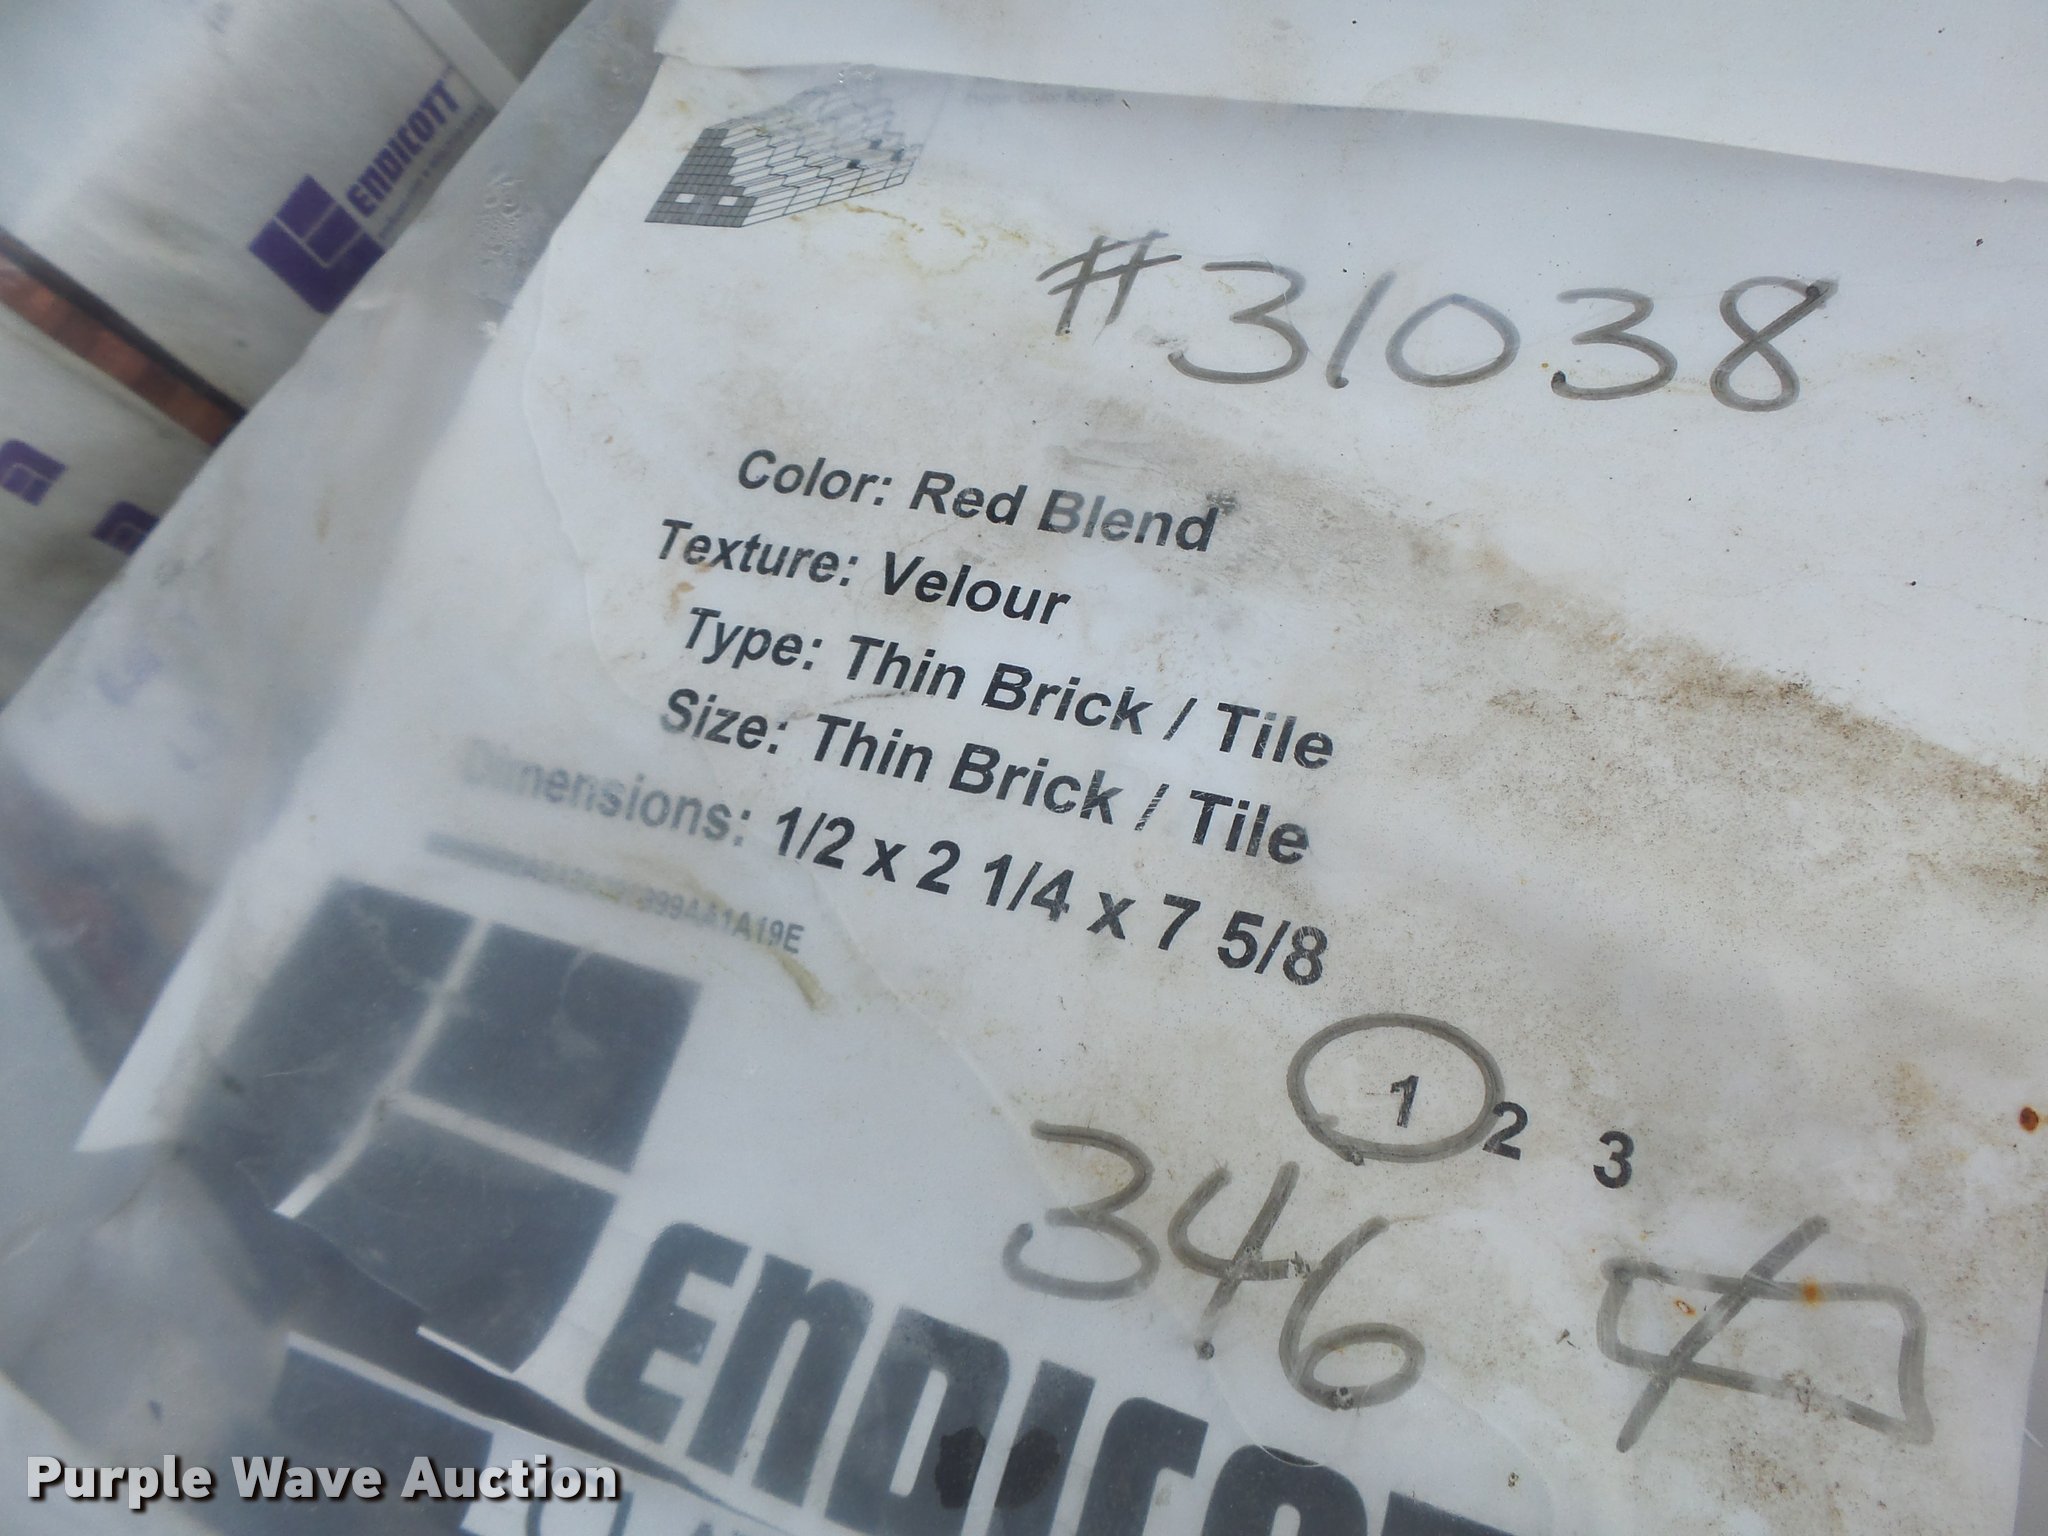 ENDICOTT
#31038
Color: Red Blend
Texture: Velour
Type: Thin Brick / Tile
Size: Thin Brick / Tile
Dimensions: 1/2 x 2 1/4 x 7 5/8
999AA1A19E
1 2 3
346
ENDICOTT
Purple Wave Auction